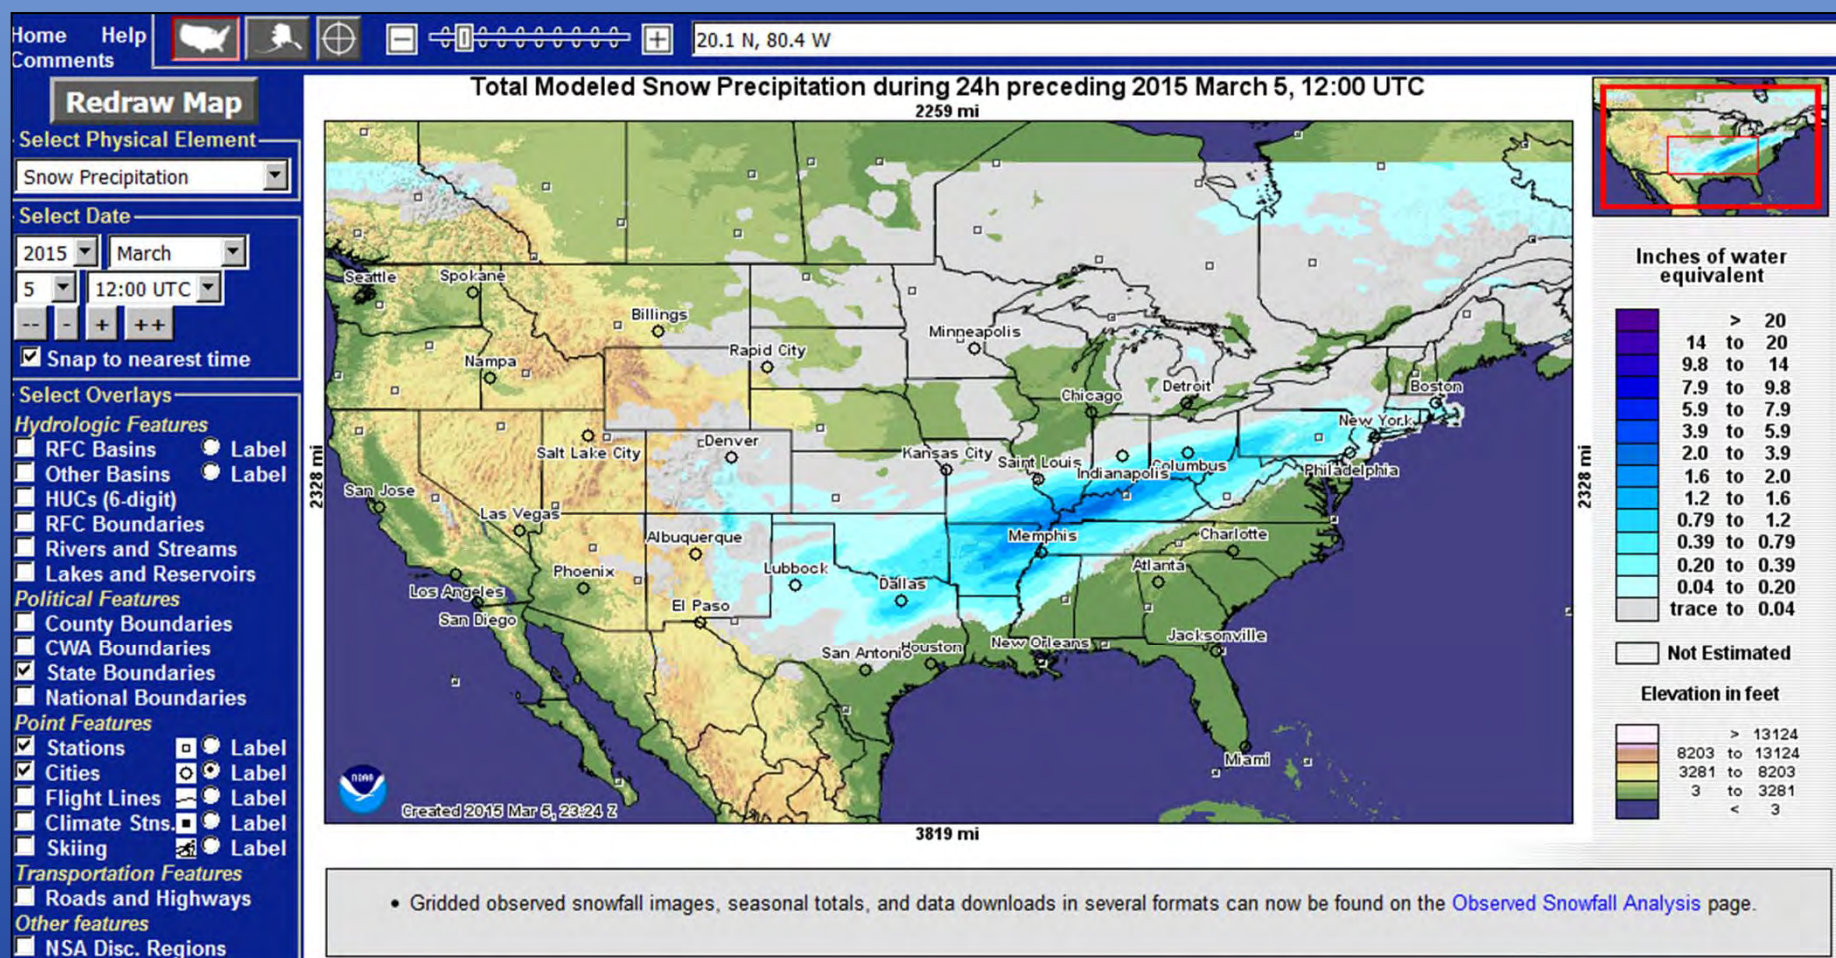 Home Help
Comments
20.1 N, 80.4 W
Redraw Map
Select Physical Element
Snow Precipitation
Select Date
2015 March
5 12:00 UTC
-- - + ++
Snap to nearest time
Select Overlays
Hydrologic Features
RFC Basins Label
Other Basins Label
HUCs (6-digit)
RFC Boundaries
Rivers and Streams
Lakes and Reservoirs
Political Features
County Boundaries
CWA Boundaries
State Boundaries
National Boundaries
Point Features
Stations Label
Cities Label
Flight Lines Label
Climate Stns. Label
Skiing Label
Transportation Features
Roads and Highways
Other features
NSA Disc. Regions
Total Modeled Snow Precipitation during 24h preceding 2015 March 5, 12:00 UTC
2259 mi
2328 mi
Seattle
Spokane
Billings
Minneapolis
Rapid City
Nampa
Detroit
Boston
Chicago
New York
Denver
Salt Lake City
Kansas City
Saint Louis
Indianapolis
Columbus
Philadelphia
San Jose
Las Vegas
Albuquerque
Memphis
Charlotte
Phoenix
Lubbock
Dallas
Atlanta
Los Angeles
El Paso
San Diego
San Antonio
Houston
New Orleans
Jacksonville
Miami
NOAA
Created 2015 Mar 5, 23:24 Z
2328 mi
3819 mi
Inches of water
equivalent
> 20
14 to 20
9.8 to 14
7.9 to 9.8
5.9 to 7.9
3.9 to 5.9
2.0 to 3.9
1.6 to 2.0
1.2 to 1.6
0.79 to 1.2
0.39 to 0.79
0.20 to 0.39
0.04 to 0.20
trace to 0.04
Not Estimated
Elevation in feet
> 13124
8203 to 13124
3281 to 8203
3 to 3281
< 3
• Gridded observed snowfall images, seasonal totals, and data downloads in several formats can now be found on the Observed Snowfall Analysis page.